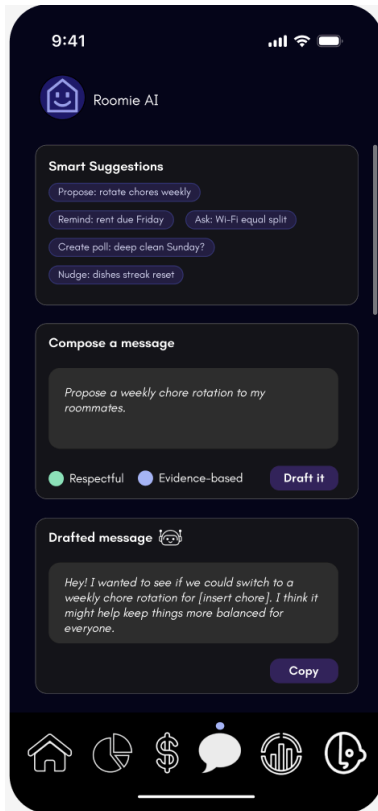 9:41
Roomie AI
Smart Suggestions
Propose: rotate chores weekly
Remind: rent due Friday
Ask: Wi-Fi equal split
Create poll: deep clean Sunday?
Nudge: dishes streak reset
Compose a message
Propose a weekly chore rotation to my
roommates.
Respectful
Evidence-based
Draft it
Drafted message
Hey! I wanted to see if we could switch to a
weekly chore rotation for [insert chore]. I think it
might help keep things more balanced for
everyone.
Copy